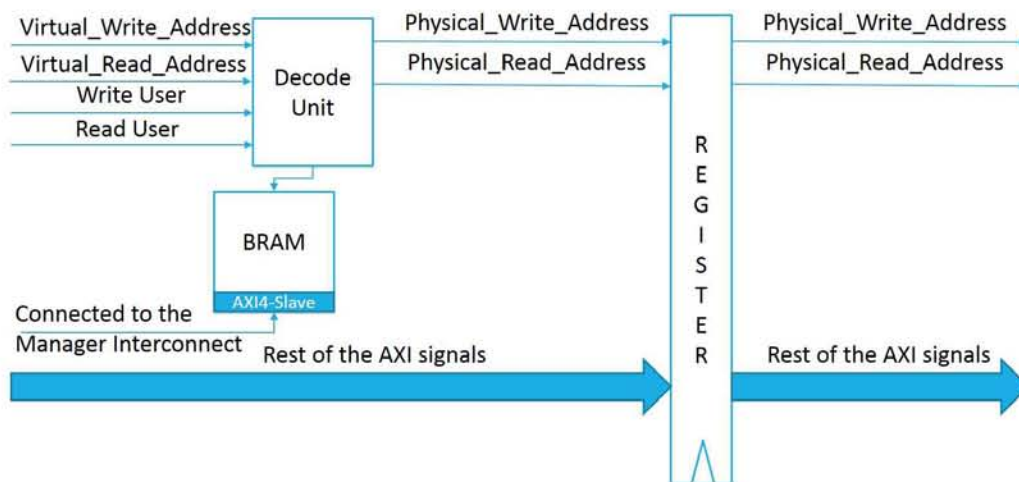 Virtual_Write_Address
Physical_Write_Address
Physical_Write_Address
Virtual_Read_Address
Physical_Read_Address
Physical_Read_Address
Write User
Read User
Decode
Unit
BRAM
AXI4-Slave
Connected to the
Manager Interconnect
Rest of the AXI signals
REGISTER
Rest of the AXI signals